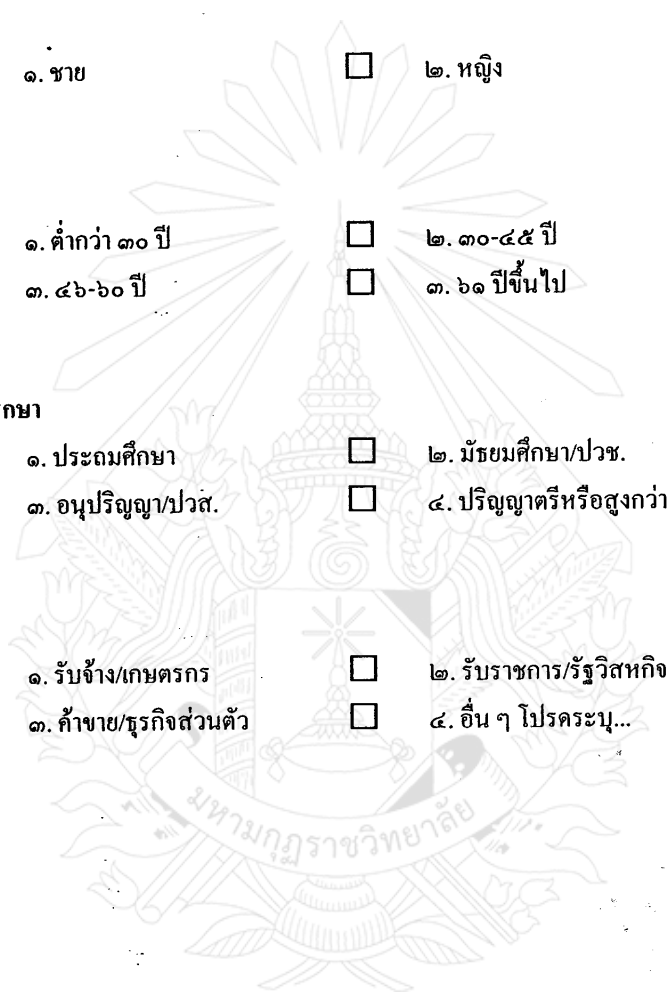 ๑. ชาย ☐ ๒. หญิง
๑. ต่ำกว่า ๓๐ ปี ☐ ๒. ๓๐-๔๕ ปี
๓. ๔๖-๖๐ ปี ☐ ๓. ๖๑ ปีขึ้นไป
กษา
๑. ประถมศึกษา ☐ ๒. มัธยมศึกษา/ปวช.
๓. อนุปริญญา/ปวส. ☐ ๔. ปริญญาตรีหรือสูงกว่า
๑. รับจ้าง/เกษตรกร ☐ ๒. รับราชการ/รัฐวิสหกิจ
๓. ค้าขาย/ธุรกิจส่วนตัว ☐ ๔. อื่น ๆ โปรดระบุ...
มหามกุฏราชวิทยาลัย